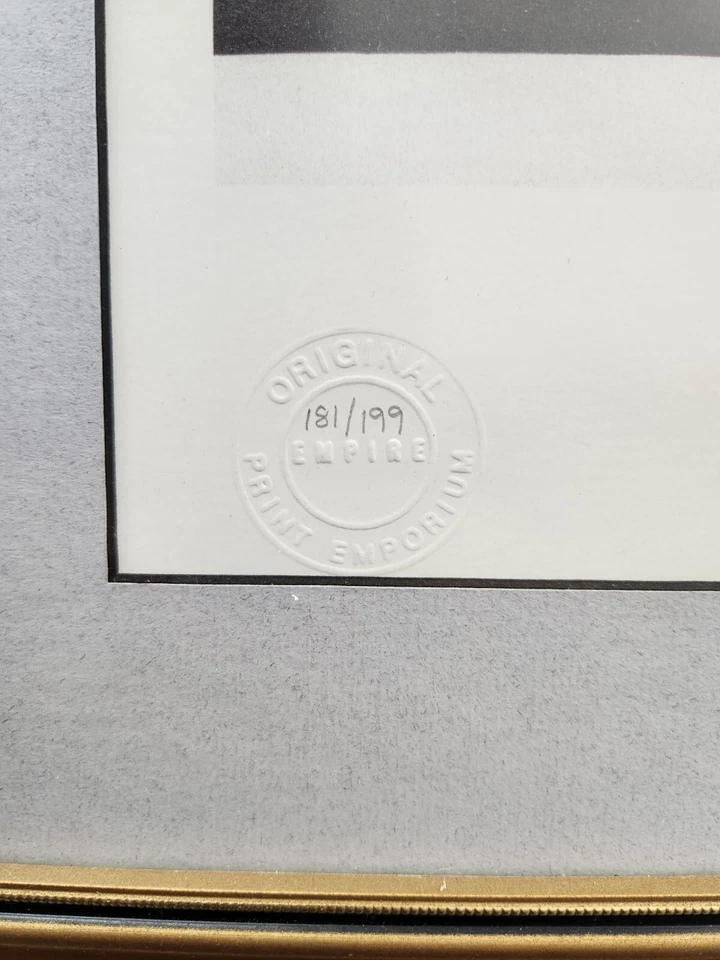 ORIGINAL
181/199
EMPIRE
PRINT EMPORIUM